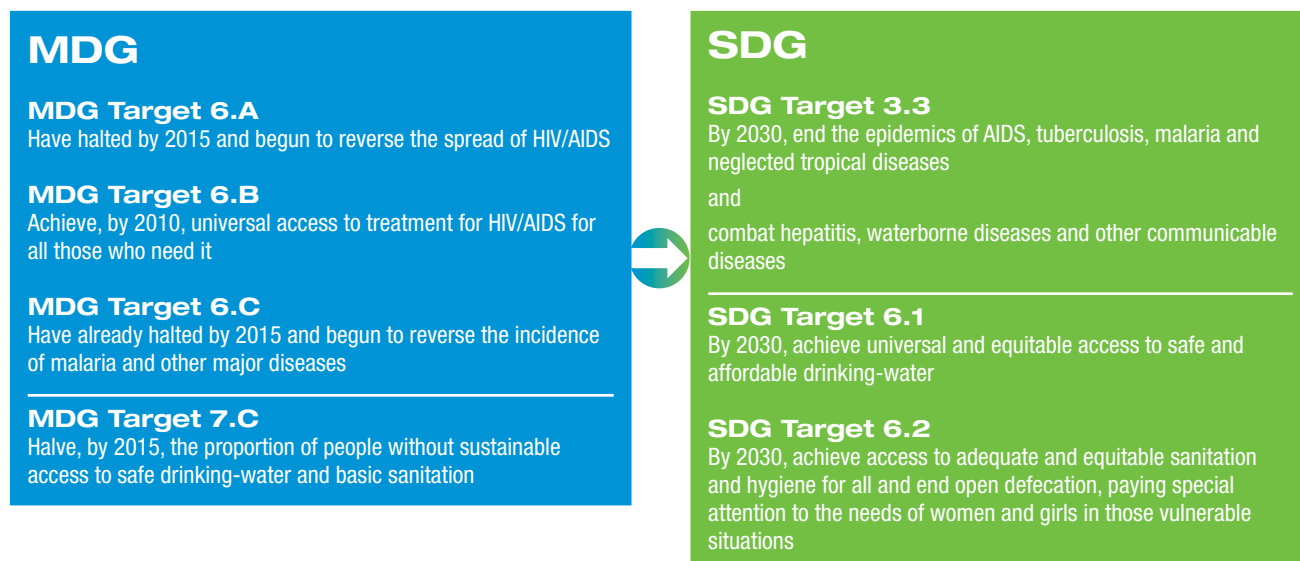 MDG
MDG Target 6.A
Have halted by 2015 and begun to reverse the spread of HIV/AIDS
MDG Target 6.B
Achieve, by 2010, universal access to treatment for HIV/AIDS for
all those who need it
MDG Target 6.C
Have already halted by 2015 and begun to reverse the incidence
of malaria and other major diseases
MDG Target 7.C
Halve, by 2015, the proportion of people without sustainable
access to safe drinking-water and basic sanitation
SDG
SDG Target 3.3
By 2030, end the epidemics of AIDS, tuberculosis, malaria and
neglected tropical diseases
and
combat hepatitis, waterborne diseases and other communicable
diseases
SDG Target 6.1
By 2030, achieve universal and equitable access to safe and
affordable drinking-water
SDG Target 6.2
By 2030, achieve access to adequate and equitable sanitation
and hygiene for all and end open defecation, paying special
attention to the needs of women and girls in those vulnerable
situations